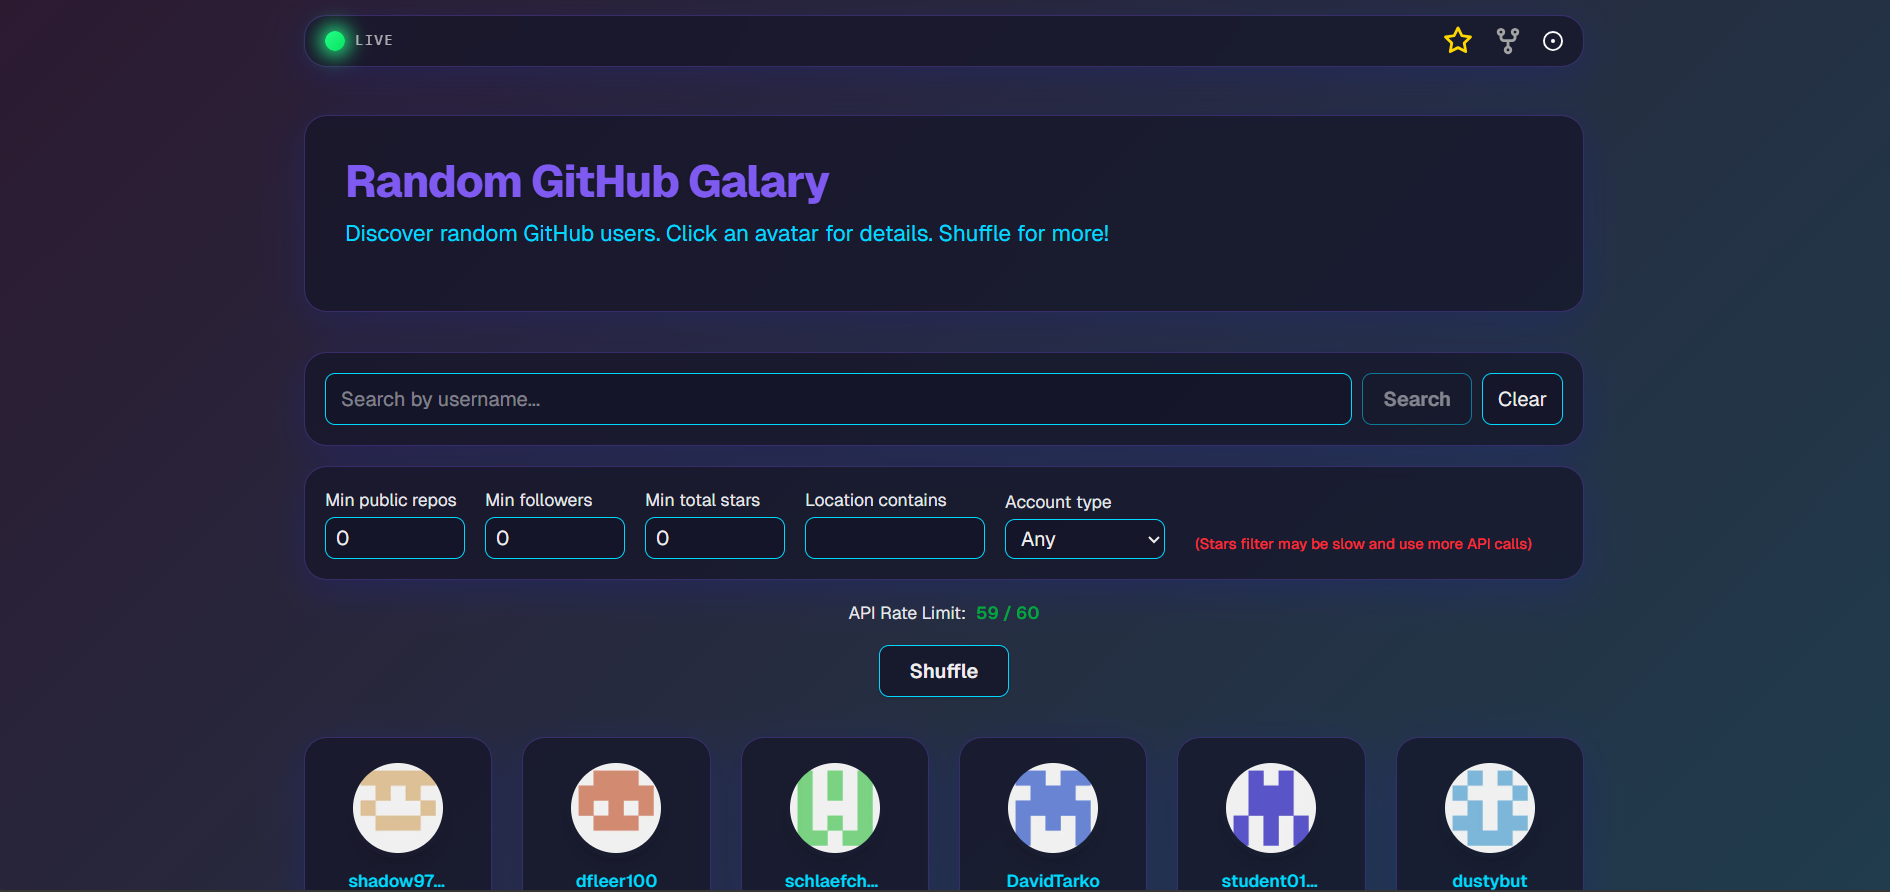 LIVE
Random GitHub Galary
Discover random GitHub users. Click an avatar for details. Shuffle for more!
Search by username...
Search
Clear
Min public repos
Min followers
Min total stars
Location contains
Account type
0
0
0
Any
(Stars filter may be slow and use more API calls)
API Rate Limit: 59 / 60
Shuffle
shadow97...
dfleer100
schlaefch...
DavidTarko
student01...
dustybut